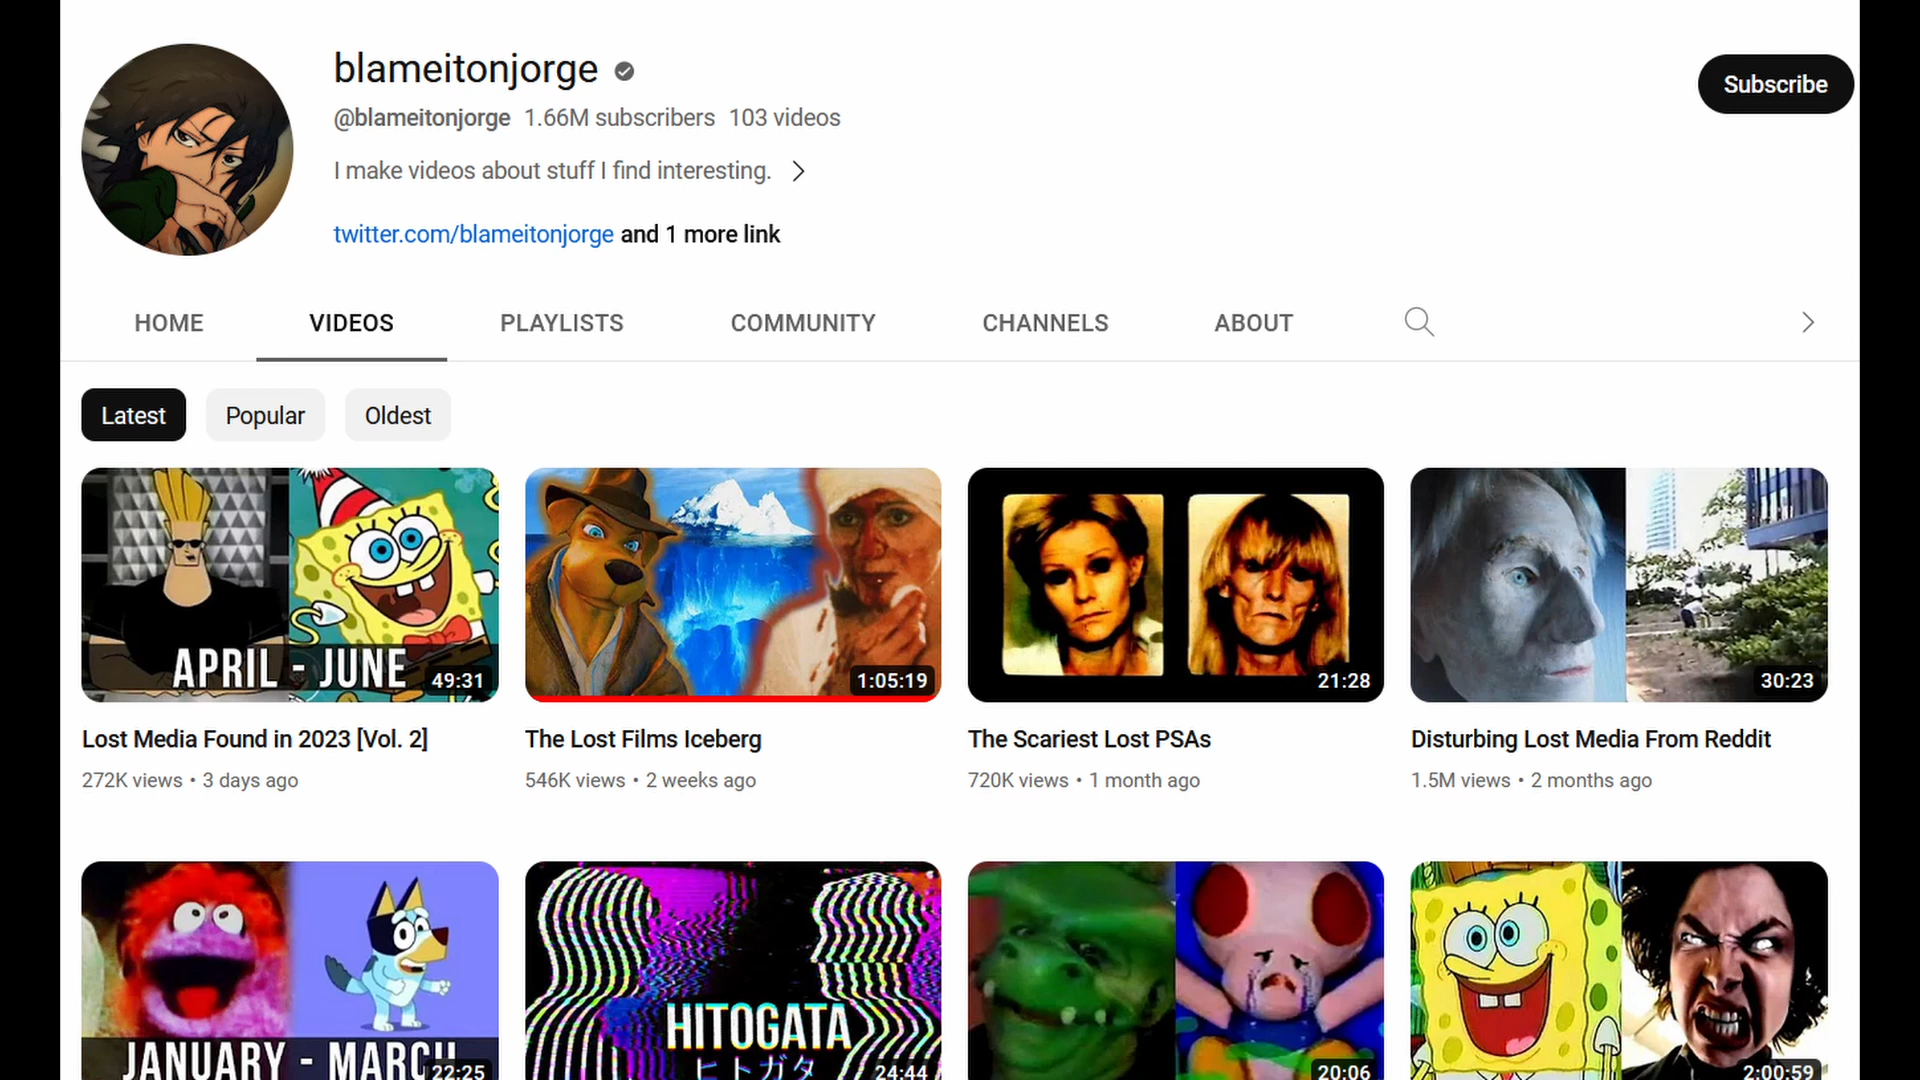 blameitonjorge
Subscribe
@blameitonjorge 1.66M subscribers 103 videos
I make videos about stuff I find interesting.
twitter.com/blameitonjorge and 1 more link
HOME VIDEOS PLAYLISTS COMMUNITY CHANNELS ABOUT
Latest Popular Oldest
APRIL - JUNE
49:31
1:05:19
21:28
30:23
Lost Media Found in 2023 [Vol. 2]
272K views • 3 days ago
The Lost Films Iceberg
546K views • 2 weeks ago
The Scariest Lost PSAs
720K views • 1 month ago
Disturbing Lost Media From Reddit
1.5M views • 2 months ago
JANUARY - MARCH
22:25
HITOGATA
ヒトガタ
24:44
20:06
2:00:59